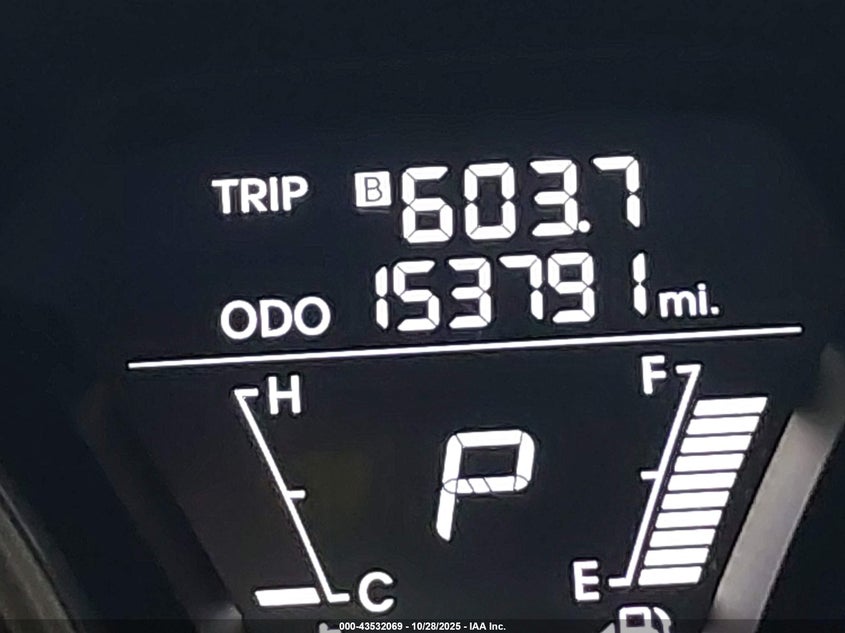 TRIP B 603.7
ODO 153791 mi.
H F
P
C E
000-43532069 - 10/28/2025 - IAA Inc.